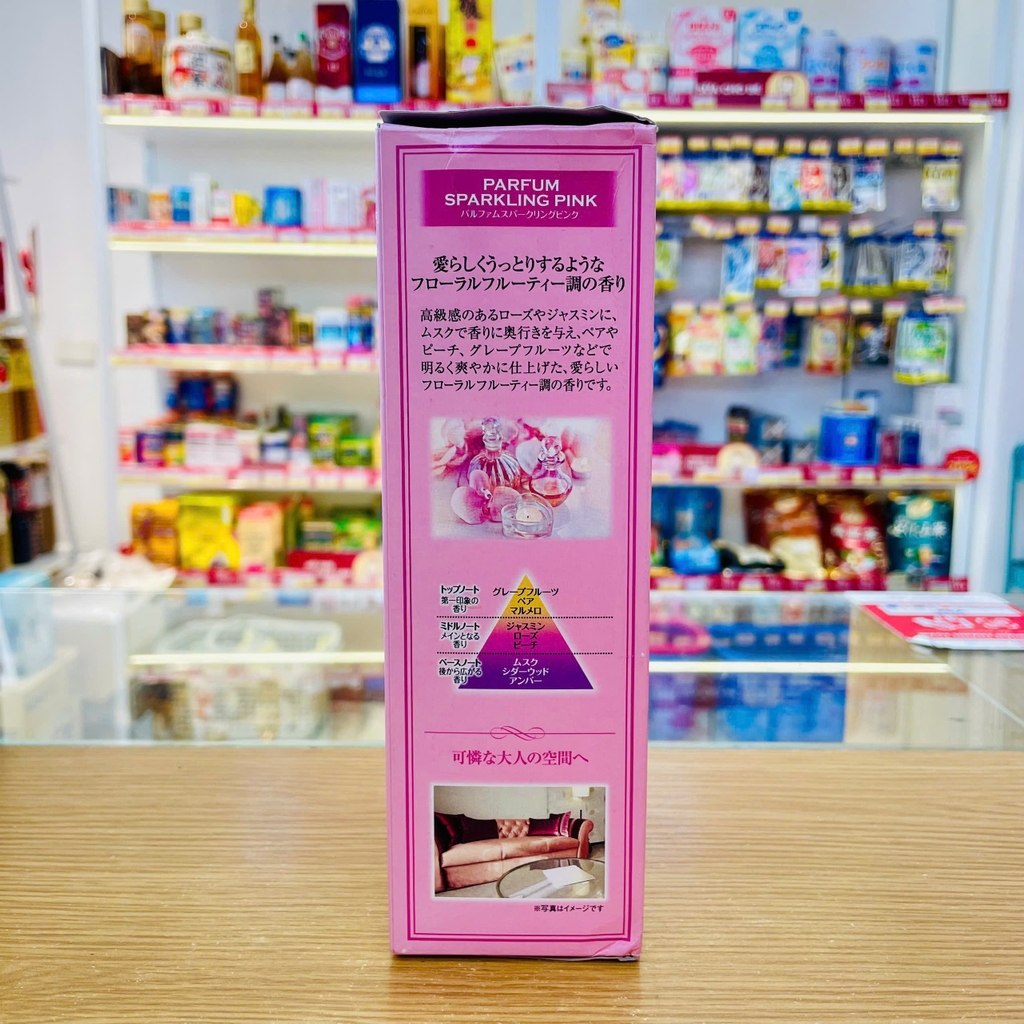 PARFUM
SPARKLING PINK
パルファムスパークリングピンク
愛らしくうっとりするような
フローラルフルーティー調の香り
高級感のあるローズやジャスミンに、
ムスクで香りに奥行きを与え、ペアや
ピーチ、グレープフルーツなどで
明るく爽やかに仕上げた、愛らしい
フローラルフルーティー調の香りです。
トップノート
第一印象の
香り
グレープフルーツ
ペア
マルメロ
ミドルノート
メインとなる
香り
ジャスミン
ローズ
ピーチ
ベースノート
後から広がる
香り
ムスク
シダーウッド
アンバー
可憐な大人の空間へ
※写真はイメージです